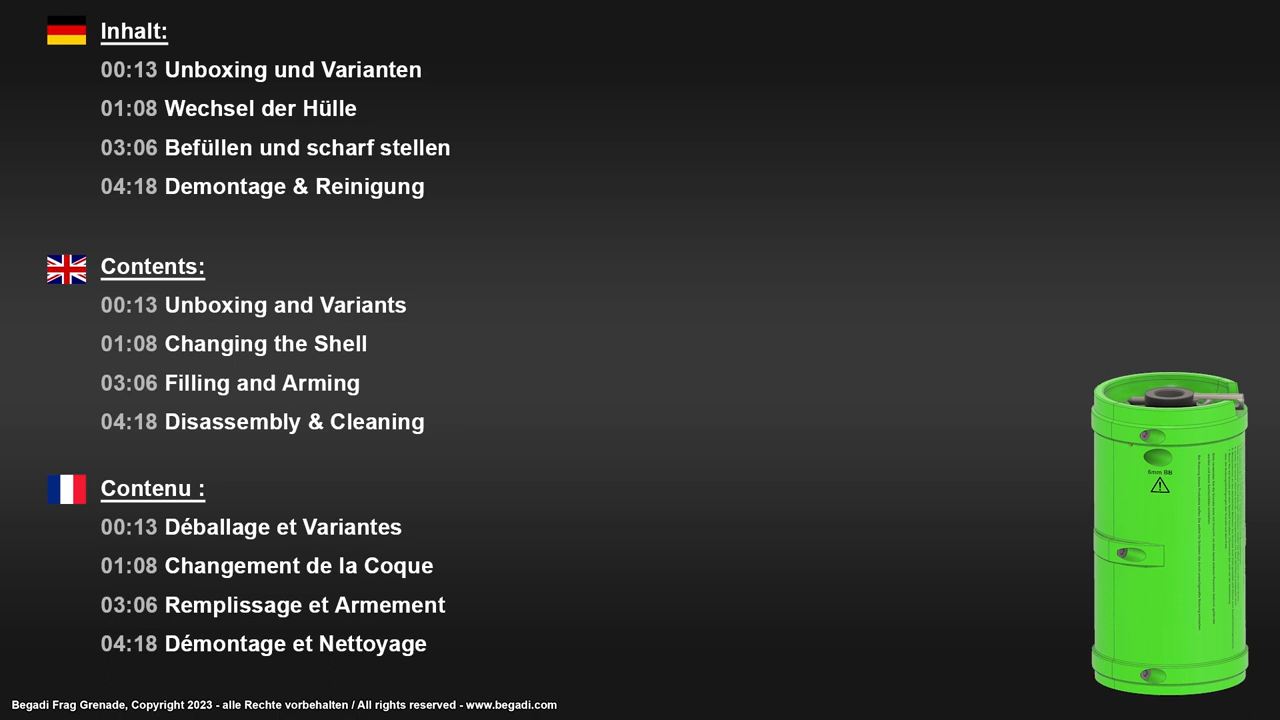 Inhalt:
00:13 Unboxing und Varianten
01:08 Wechsel der Hülle
03:06 Befüllen und scharf stellen
04:18 Demontage & Reinigung
Contents:
00:13 Unboxing and Variants
01:08 Changing the Shell
03:06 Filling and Arming
04:18 Disassembly & Cleaning
Contenu :
00:13 Déballage et Variantes
01:08 Changement de la Coque
03:06 Remplissage et Armement
04:18 Démontage et Nettoyage
6mm BB
Begadi Frag Grenade, Copyright 2023 - alle Rechte vorbehalten / All rights reserved - www.begadi.com